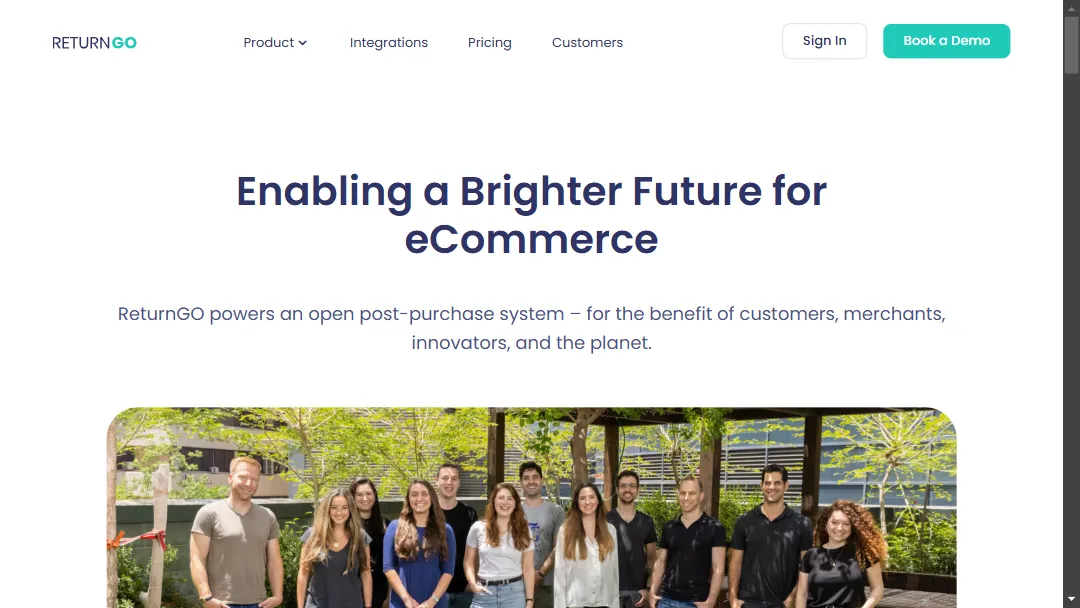 RETURNGO
Product
Integrations
Pricing
Customers
Sign In
Book a Demo
Enabling a Brighter Future for
eCommerce
ReturnGO powers an open post-purchase system – for the benefit of customers, merchants,
innovators, and the planet.